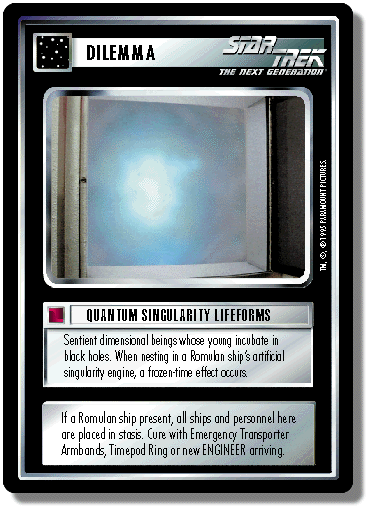 DILEMMA
STAR TREK
THE NEXT GENERATION
TM, ®, © 1995 PARAMOUNT PICTURES.
QUANTUM SINGULARITY LIFEFORMS
Sentient dimensional beings whose young incubate in
black holes. When nesting in a Romulan ship's artificial
singularity engine, a frozen-time effect occurs.
If a Romulan ship present, all ships and personnel here
are placed in stasis. Cure with Emergency Transporter
Armbands, Timepod Ring or new ENGINEER arriving.